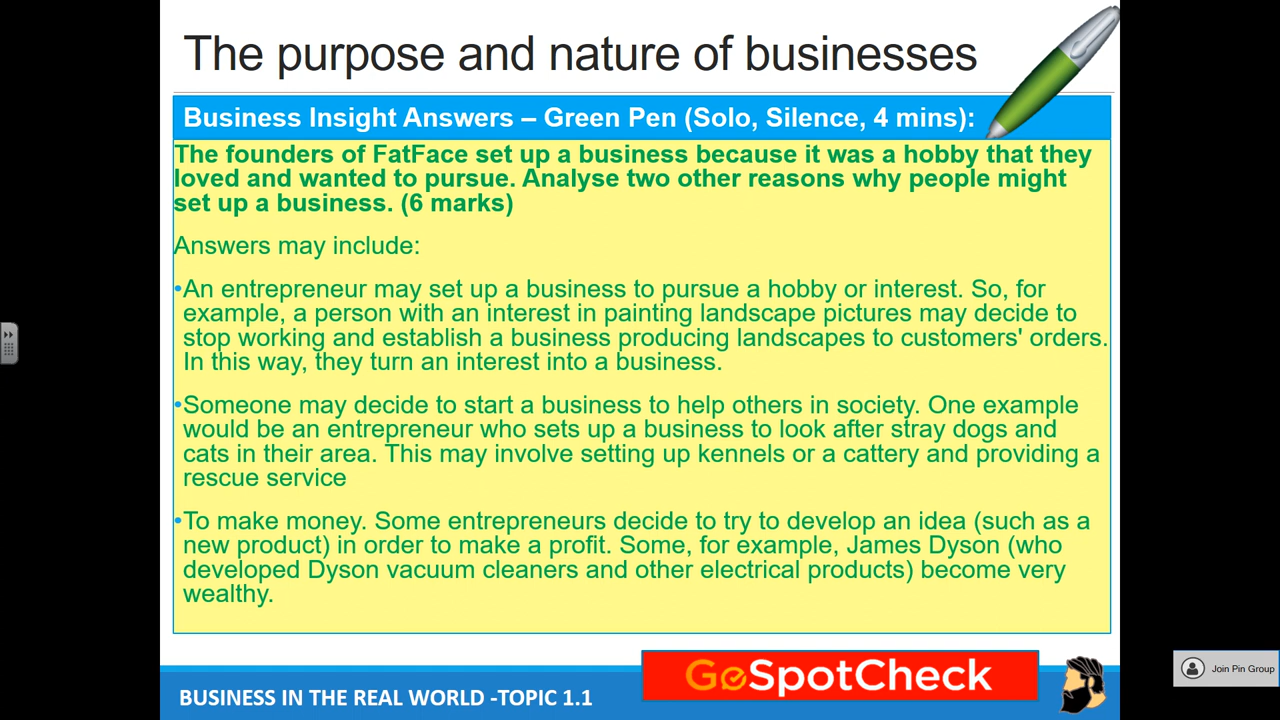 The purpose and nature of businesses
Business Insight Answers – Green Pen (Solo, Silence, 4 mins):
The founders of FatFace set up a business because it was a hobby that they
loved and wanted to pursue. Analyse two other reasons why people might
set up a business. (6 marks)
Answers may include:
•An entrepreneur may set up a business to pursue a hobby or interest. So, for
example, a person with an interest in painting landscape pictures may decide to
stop working and establish a business producing landscapes to customers' orders.
In this way, they turn an interest into a business.
•Someone may decide to start a business to help others in society. One example
would be an entrepreneur who sets up a business to look after stray dogs and
cats in their area. This may involve setting up kennels or a cattery and providing a
rescue service
•To make money. Some entrepreneurs decide to try to develop an idea (such as a
new product) in order to make a profit. Some, for example, James Dyson (who
developed Dyson vacuum cleaners and other electrical products) become very
wealthy.
GoSpotCheck
Join Pin Group
BUSINESS IN THE REAL WORLD -TOPIC 1.1